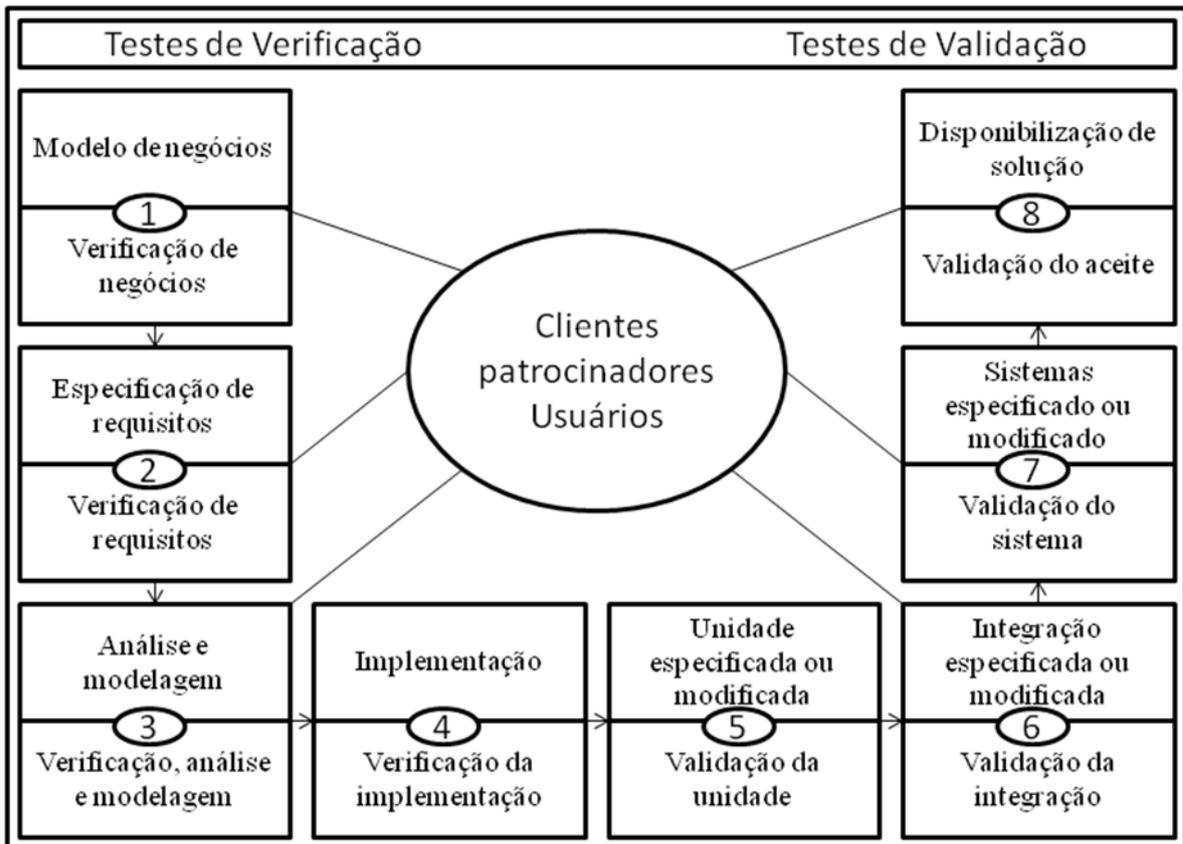 Testes de Verificação
Testes de Validação
Modelo de negócios
1
Verificação de
negócios
Especificação de
requisitos
2
Verificação de
requisitos
Análise e
modelagem
3
Verificação, análise
e modelagem
Implementação
4
Verificação da
implementação
Unidade
especificada ou
modificada
5
Validação da
unidade
Integração
especificada ou
modificada
6
Validação da
integração
Sistemas
especificado ou
modificado
7
Validação do
sistema
Disponibilização de
solução
8
Validação do aceite
Clientes
patrocinadores
Usuários